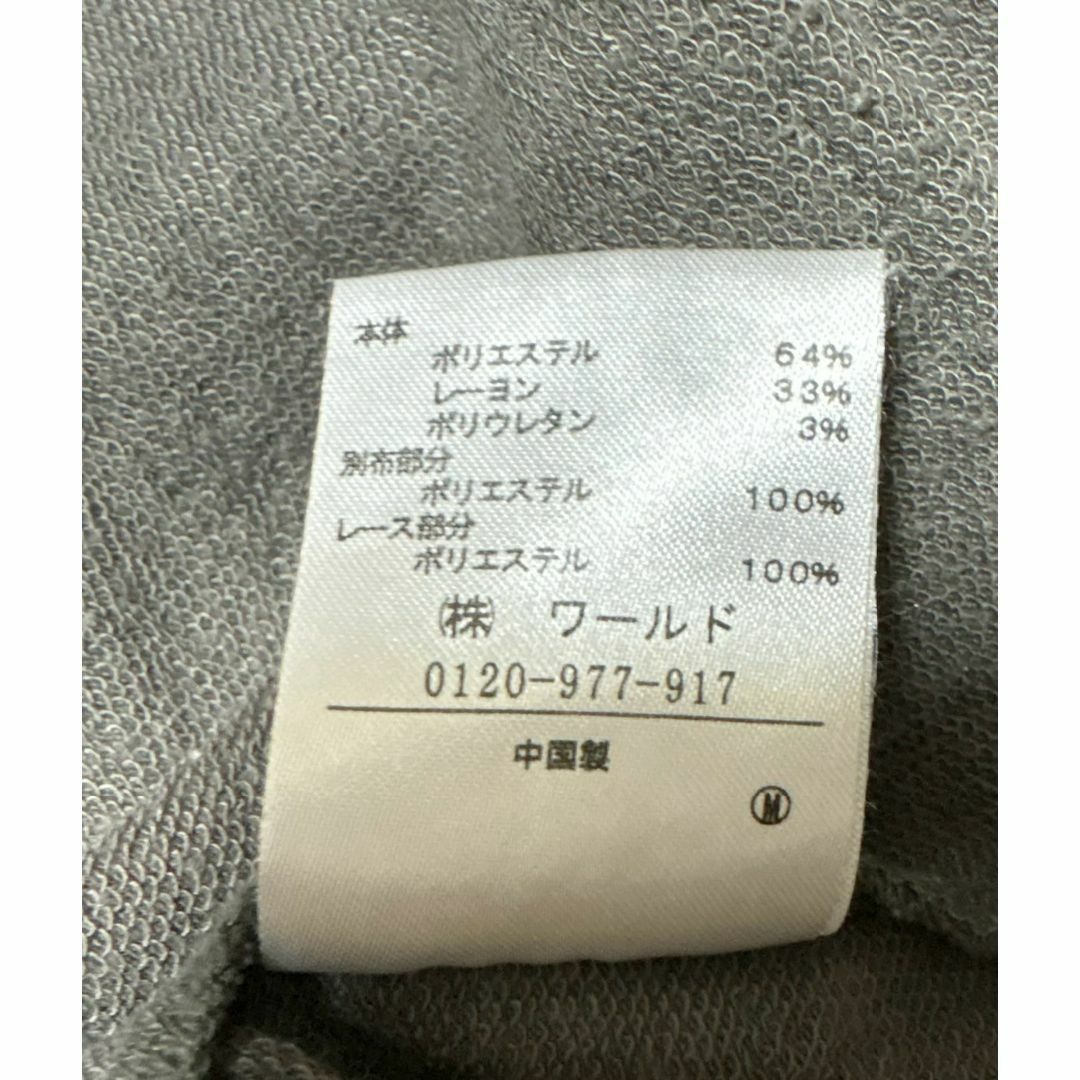 本体
ポリエステル 64%
レーヨン 33%
ポリウレタン 3%
別布部分
ポリエステル 100%
レース部分
ポリエステル 100%
㈱ ワールド
0120-977-917
中国製
Ⓜ